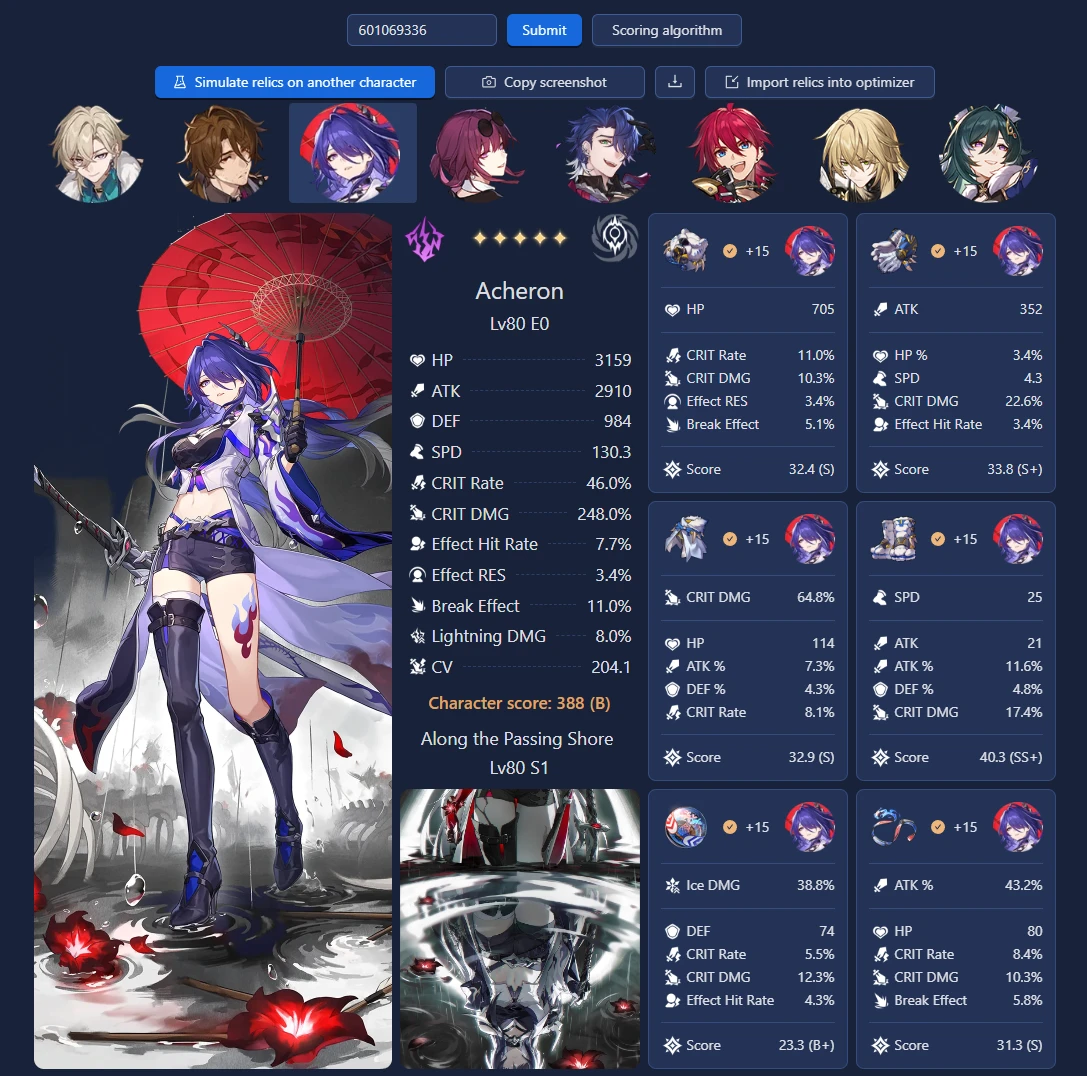 601069336 Submit Scoring algorithm
Simulate relics on another character Copy screenshot Import relics into optimizer
Acheron
Lv80 E0
HP 3159
ATK 2910
DEF 984
SPD 130.3
CRIT Rate 46.0%
CRIT DMG 248.0%
Effect Hit Rate 7.7%
Effect RES 3.4%
Break Effect 11.0%
Lightning DMG 8.0%
CV 204.1
Character score: 388 (B)
Along the Passing Shore
Lv80 S1
+15
HP 705
CRIT Rate 11.0%
CRIT DMG 10.3%
Effect RES 3.4%
Break Effect 5.1%
Score 32.4 (S)
+15
ATK 352
HP % 3.4%
SPD 4.3
CRIT DMG 22.6%
Effect Hit Rate 3.4%
Score 33.8 (S+)
+15
CRIT DMG 64.8%
HP 114
ATK % 7.3%
DEF % 4.3%
CRIT Rate 8.1%
Score 32.9 (S)
+15
SPD 25
ATK 21
ATK % 11.6%
DEF % 4.8%
CRIT DMG 17.4%
Score 40.3 (SS+)
+15
Ice DMG 38.8%
DEF 74
CRIT Rate 5.5%
CRIT DMG 12.3%
Effect Hit Rate 4.3%
Score 23.3 (B+)
+15
ATK % 43.2%
HP 80
CRIT Rate 8.4%
CRIT DMG 10.3%
Break Effect 5.8%
Score 31.3 (S)